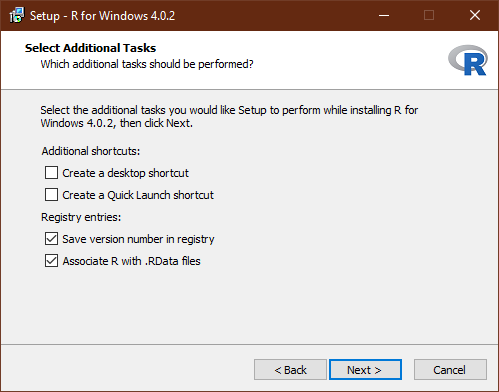 Setup - R for Windows 4.0.2
Select Additional Tasks
Which additional tasks should be performed?
R
Select the additional tasks you would like Setup to perform while installing R for
Windows 4.0.2, then click Next.
Additional shortcuts:
Create a desktop shortcut
Create a Quick Launch shortcut
Registry entries:
Save version number in registry
Associate R with .RData files
< Back
Next >
Cancel